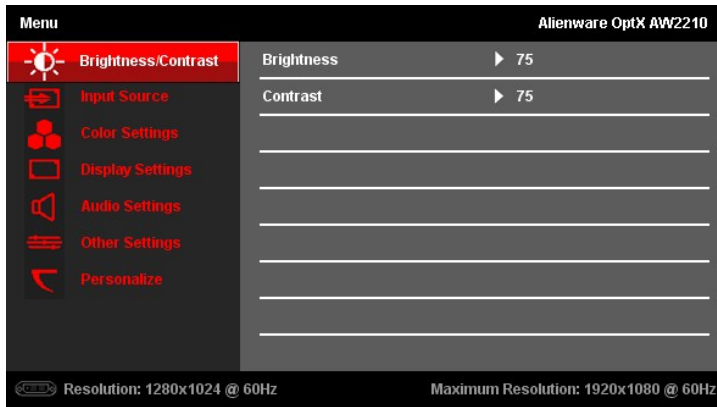 Menu Alienware OptX AW2210
Brightness/Contrast Brightness 75
Input Source Contrast 75
Color Settings
Display Settings
Audio Settings
Other Settings
Personalize
Resolution: 1280x1024 @ 60Hz Maximum Resolution: 1920x1080 @ 60Hz